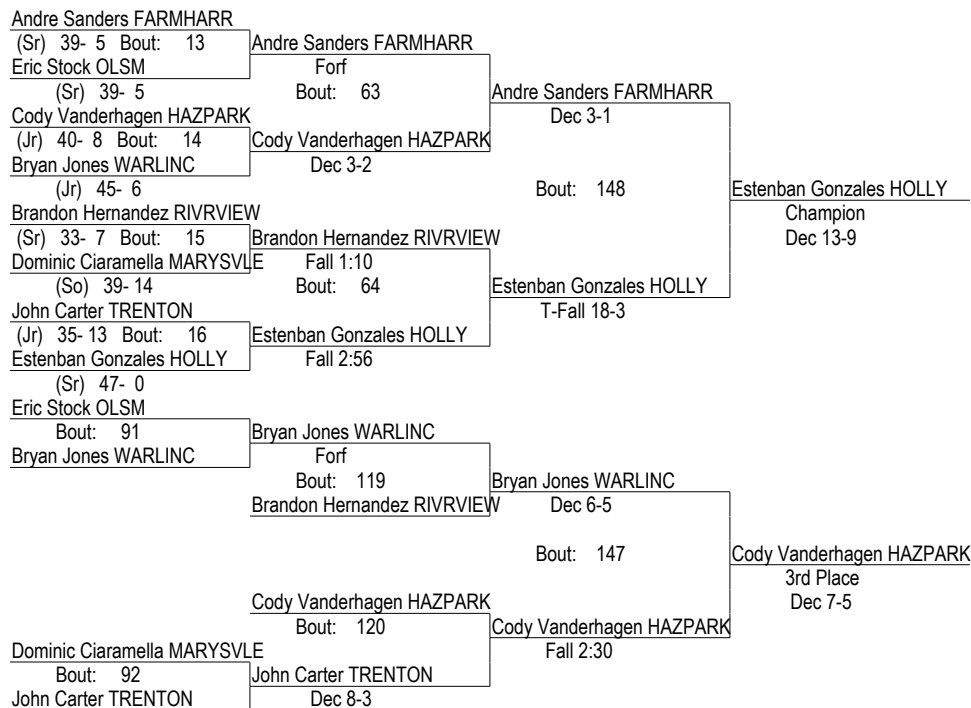 Andre Sanders FARMHARR
(Sr) 39- 5 Bout: 13 Andre Sanders FARMHARR
Eric Stock OLSM Forf
(Sr) 39- 5 Bout: 63 Andre Sanders FARMHARR
Cody Vanderhagen HAZPARK Dec 3-1
(Jr) 40- 8 Bout: 14 Cody Vanderhagen HAZPARK
Bryan Jones WARLINC Dec 3-2
(Jr) 45- 6 Bout: 148 Estenban Gonzales HOLLY
Brandon Hernandez RIVRVIEW Champion
(Sr) 33- 7 Bout: 15 Brandon Hernandez RIVRVIEW Dec 13-9
Dominic Ciaramella MARYSVLE Fall 1:10
(So) 39- 14 Bout: 64 Estenban Gonzales HOLLY
John Carter TRENTON T-Fall 18-3
(Jr) 35- 13 Bout: 16 Estenban Gonzales HOLLY
Estenban Gonzales HOLLY Fall 2:56
(Sr) 47- 0
Eric Stock OLSM
Bout: 91 Bryan Jones WARLINC
Bryan Jones WARLINC Forf
Bout: 119 Bryan Jones WARLINC
Brandon Hernandez RIVRVIEW Dec 6-5
Bout: 147 Cody Vanderhagen HAZPARK
3rd Place
Cody Vanderhagen HAZPARK Dec 7-5
Bout: 120 Cody Vanderhagen HAZPARK
Dominic Ciaramella MARYSVLE Fall 2:30
Bout: 92 John Carter TRENTON
John Carter TRENTON Dec 8-3